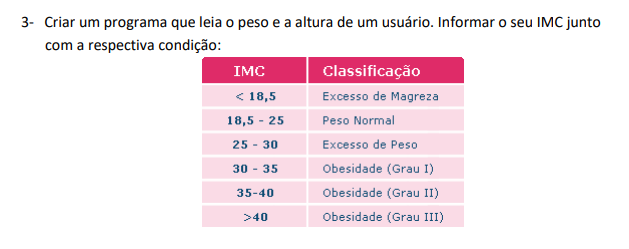 3- Criar um programa que leia o peso e a altura de um usuário. Informar o seu IMC junto
com a respectiva condição:
IMC Classificação
< 18,5 Excesso de Magreza
18,5 - 25 Peso Normal
25 - 30 Excesso de Peso
30 - 35 Obesidade (Grau I)
35-40 Obesidade (Grau II)
>40 Obesidade (Grau III)